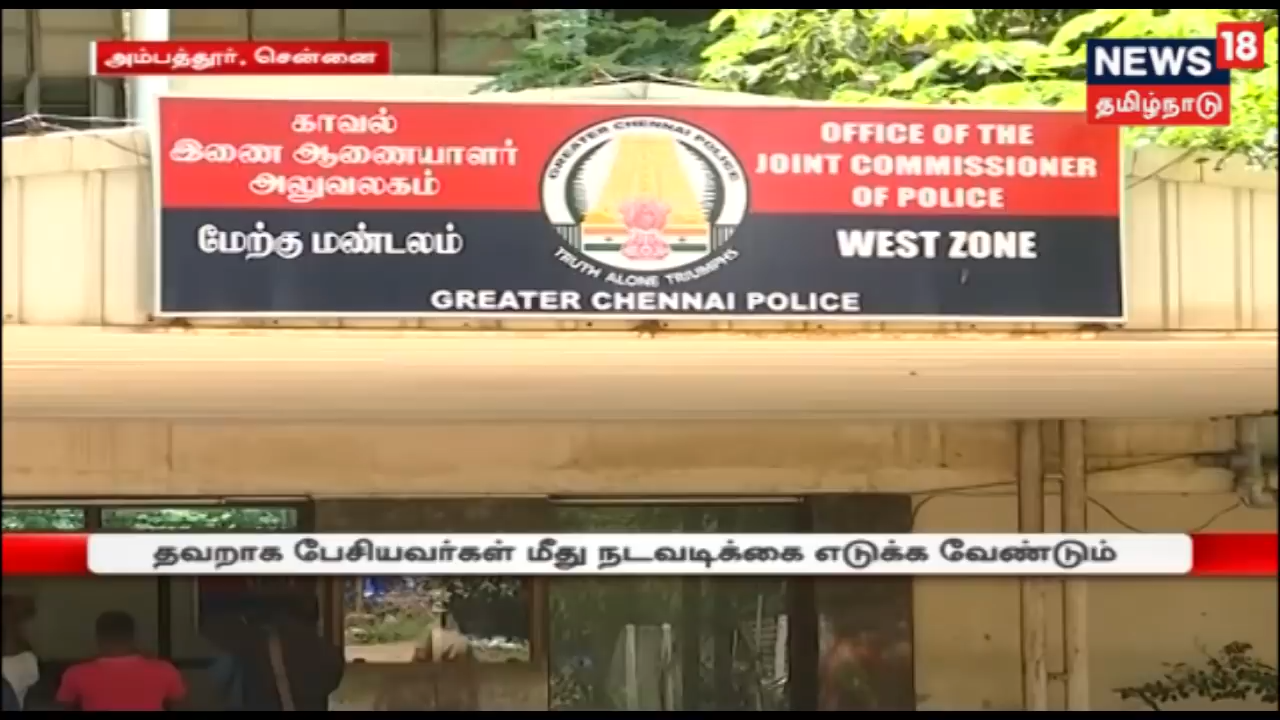 அம்பத்தூர். சென்னை
NEWS 18
தமிழ்நாடு
காவல்
இணை ஆணையாளர்
அலுவலகம்
மேற்கு மண்டலம்
GREATER CHENNAI POLICE
TRUTH ALONE TRIUMPHS
OFFICE OF THE
JOINT COMMISSIONER
OF POLICE
WEST ZONE
GREATER CHENNAI POLICE
தவறாக பேசியவர்கள் மீது நடவடிக்கை எடுக்க வேண்டும்